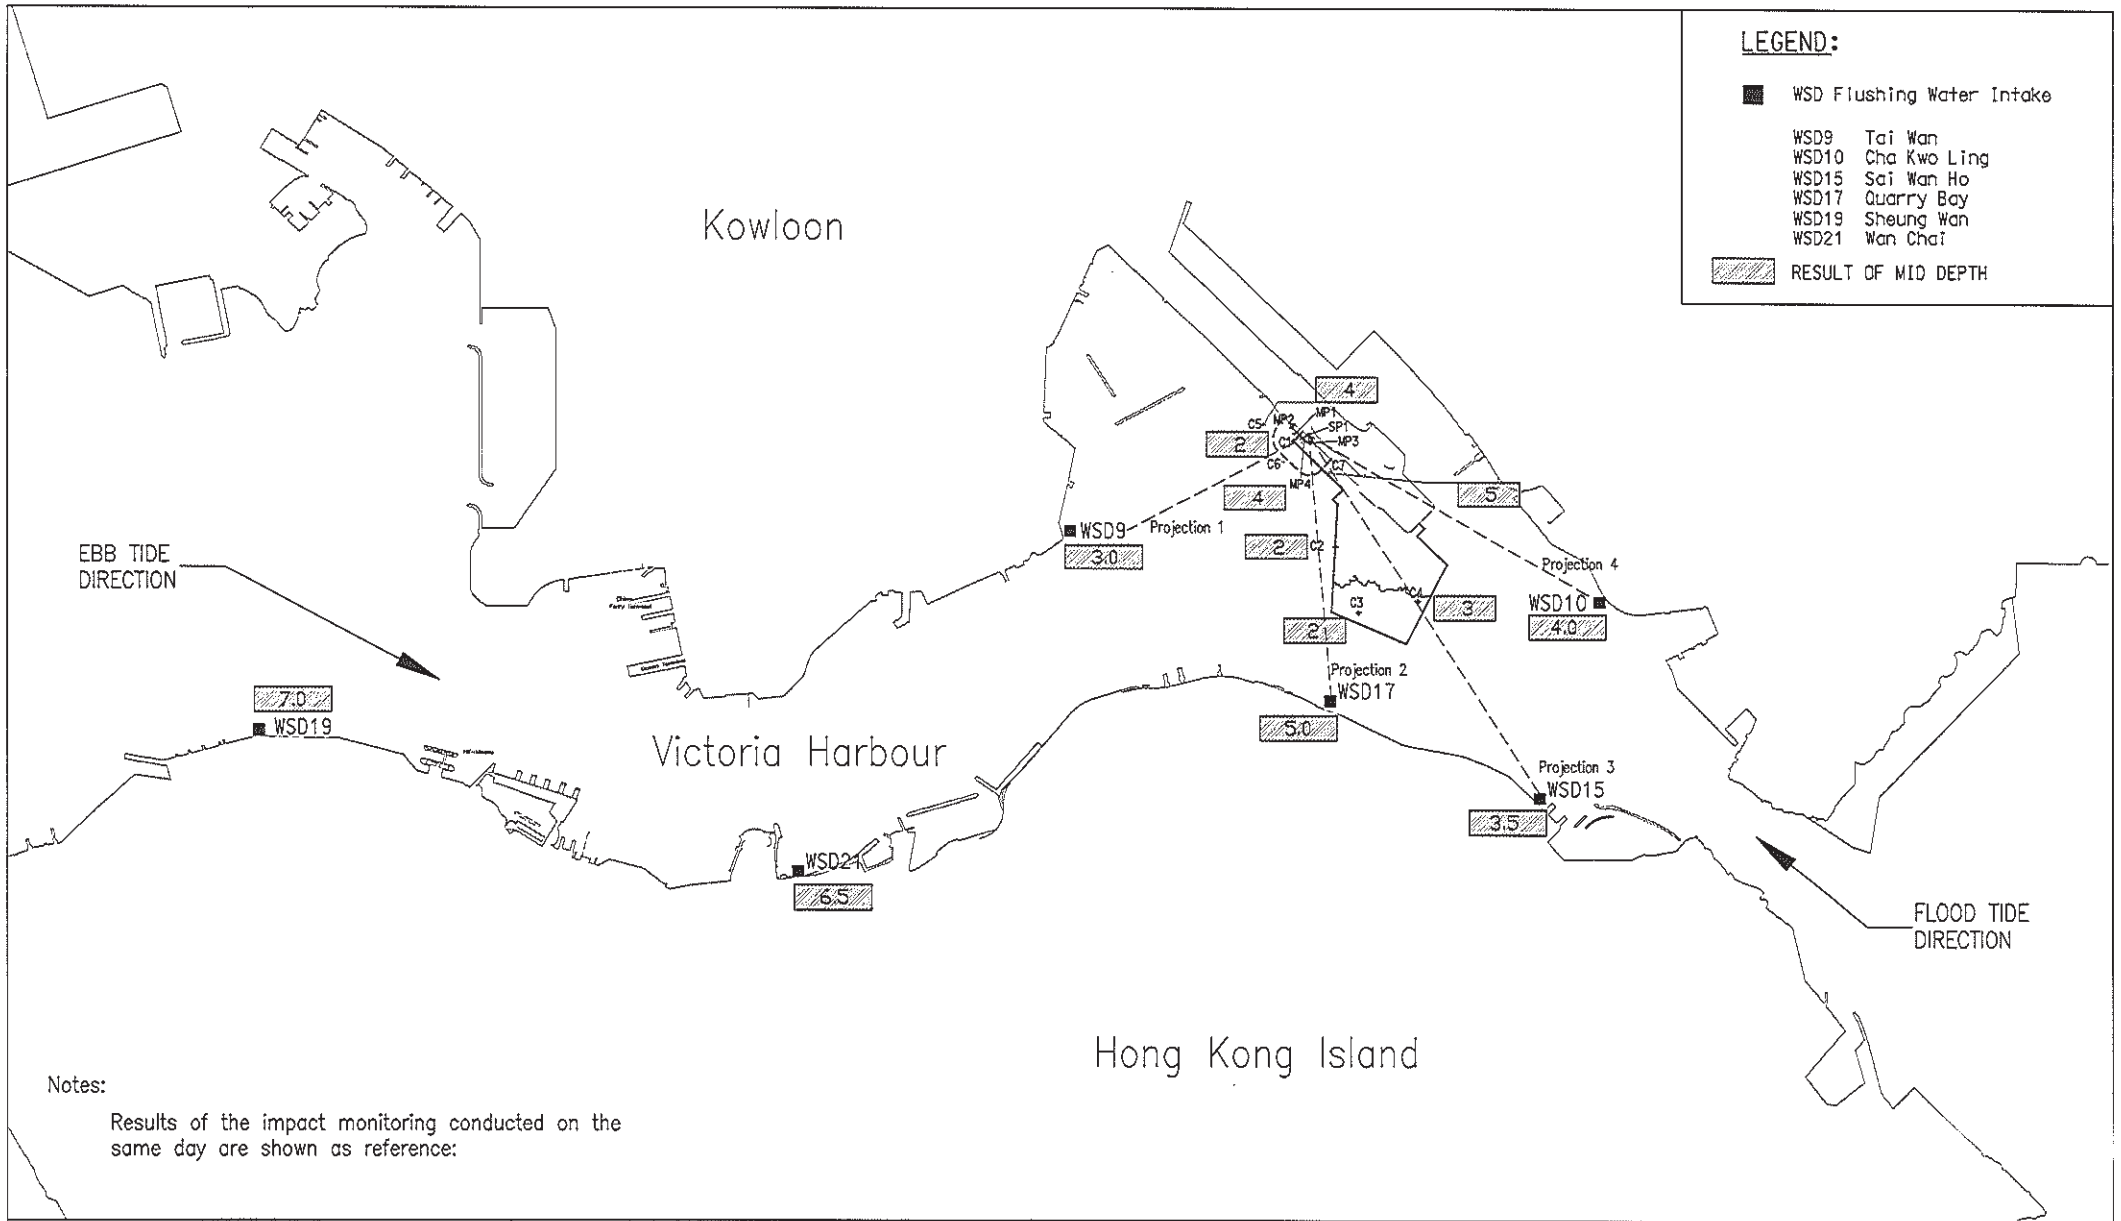 LEGEND:
WSD Flushing Water Intake
WSD9 Tai Wan
WSD10 Cha Kwo Ling
WSD15 Sai Wan Ho
WSD17 Quarry Bay
WSD19 Sheung Wan
WSD21 Wan Chai
RESULT OF MID DEPTH
Kowloon
4
MP1
MP2
C5
SP1
2
C1
MP3
C6
C7
MP4
4
5
WSD9
Projection 1
3.0
2
C2
EBB TIDE
DIRECTION
Projection 4
C4
C3
3
WSD10
4.0
2
Projection 2
WSD17
5.0
7.0
WSD19
Victoria Harbour
Projection 3
WSD15
3.5
WSD21
6.5
FLOOD TIDE
DIRECTION
Hong Kong Island
Notes:
Results of the impact monitoring conducted on the
same day are shown as reference: